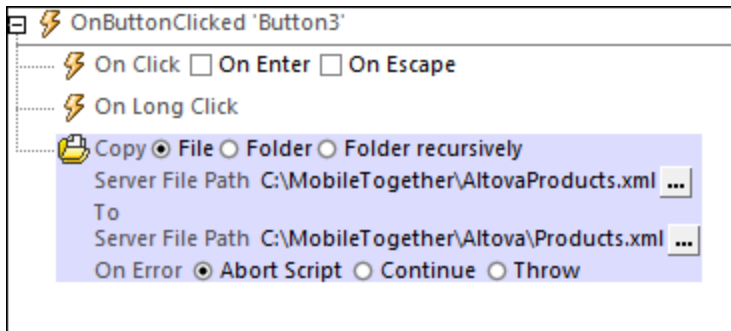 OnButtonClicked 'Button3'
On Click On Enter On Escape
On Long Click
Copy File Folder Folder recursively
Server File Path C:\MobileTogether\AltovaProducts.xml ...
To
Server File Path C:\MobileTogether\Altova\Products.xml ...
On Error Abort Script Continue Throw